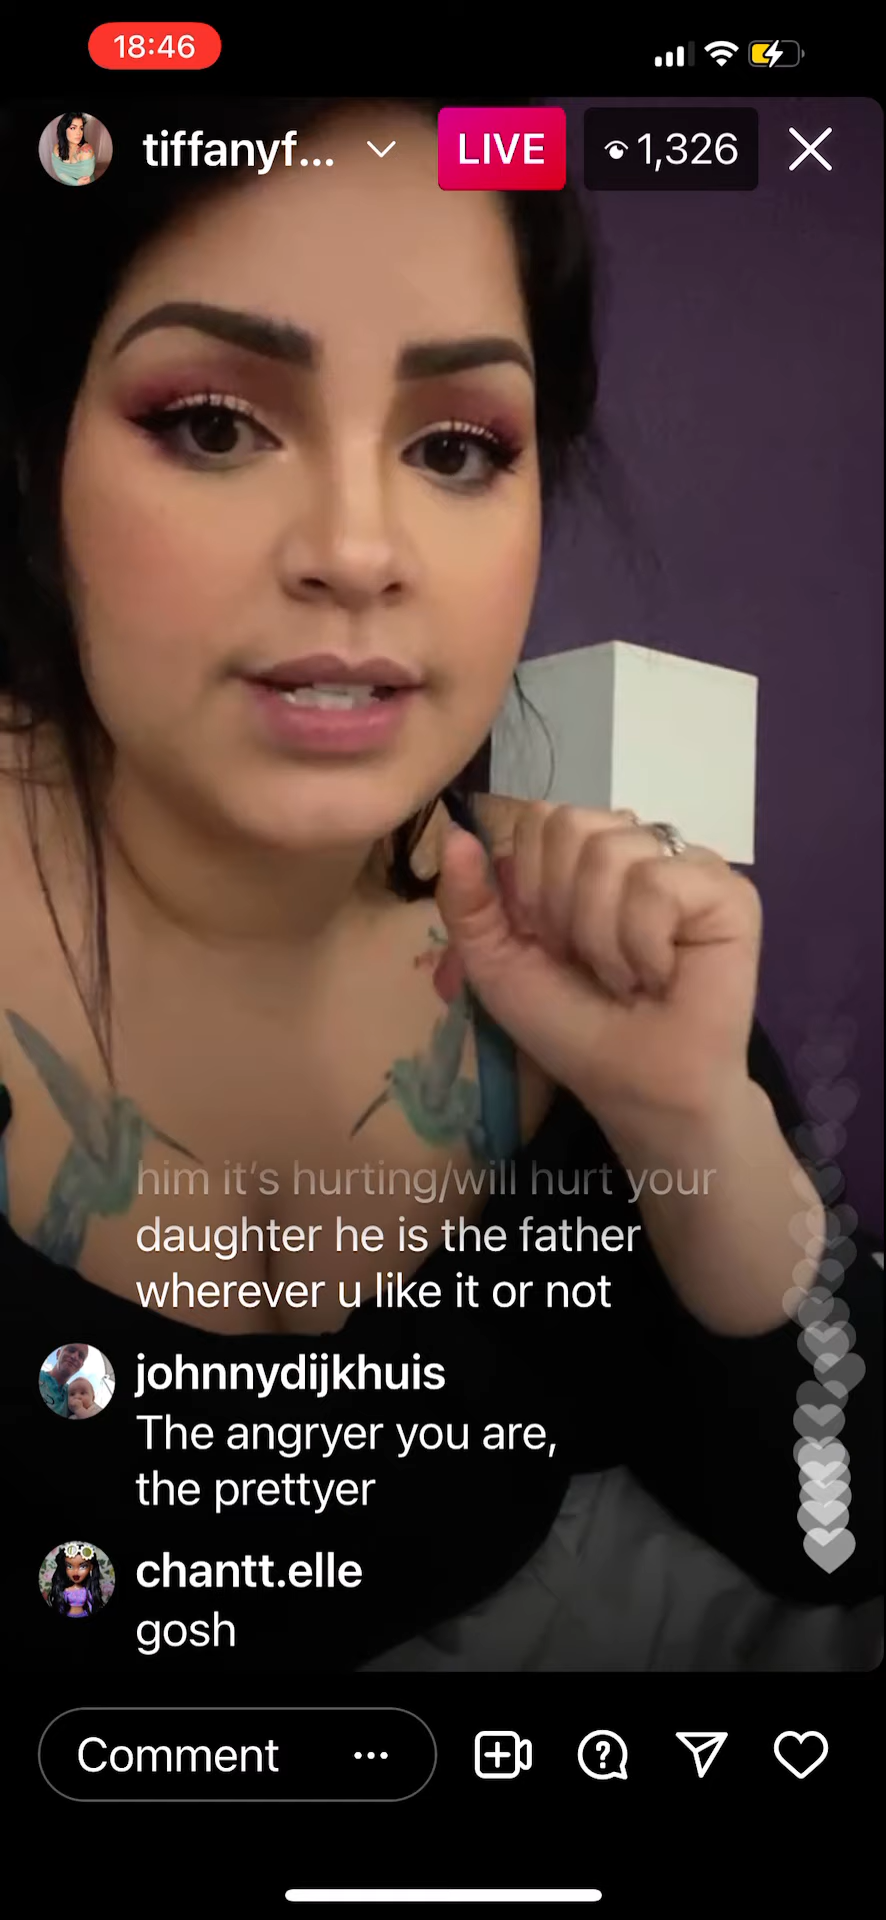 18:46
tiffanyf... LIVE 1,326
him it's hurting/will hurt your
daughter he is the father
wherever u like it or not
johnnydijkhuis
The angryer you are,
the prettyer
chantt.elle
gosh
Comment